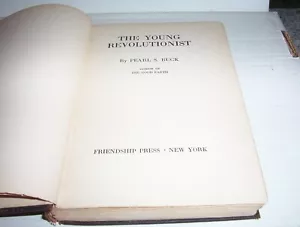 THE YOUNG
REVOLUTIONIST
By PEARL S. BUCK
AUTHOR OF
THE GOOD EARTH
FRIENDSHIP PRESS · NEW YORK